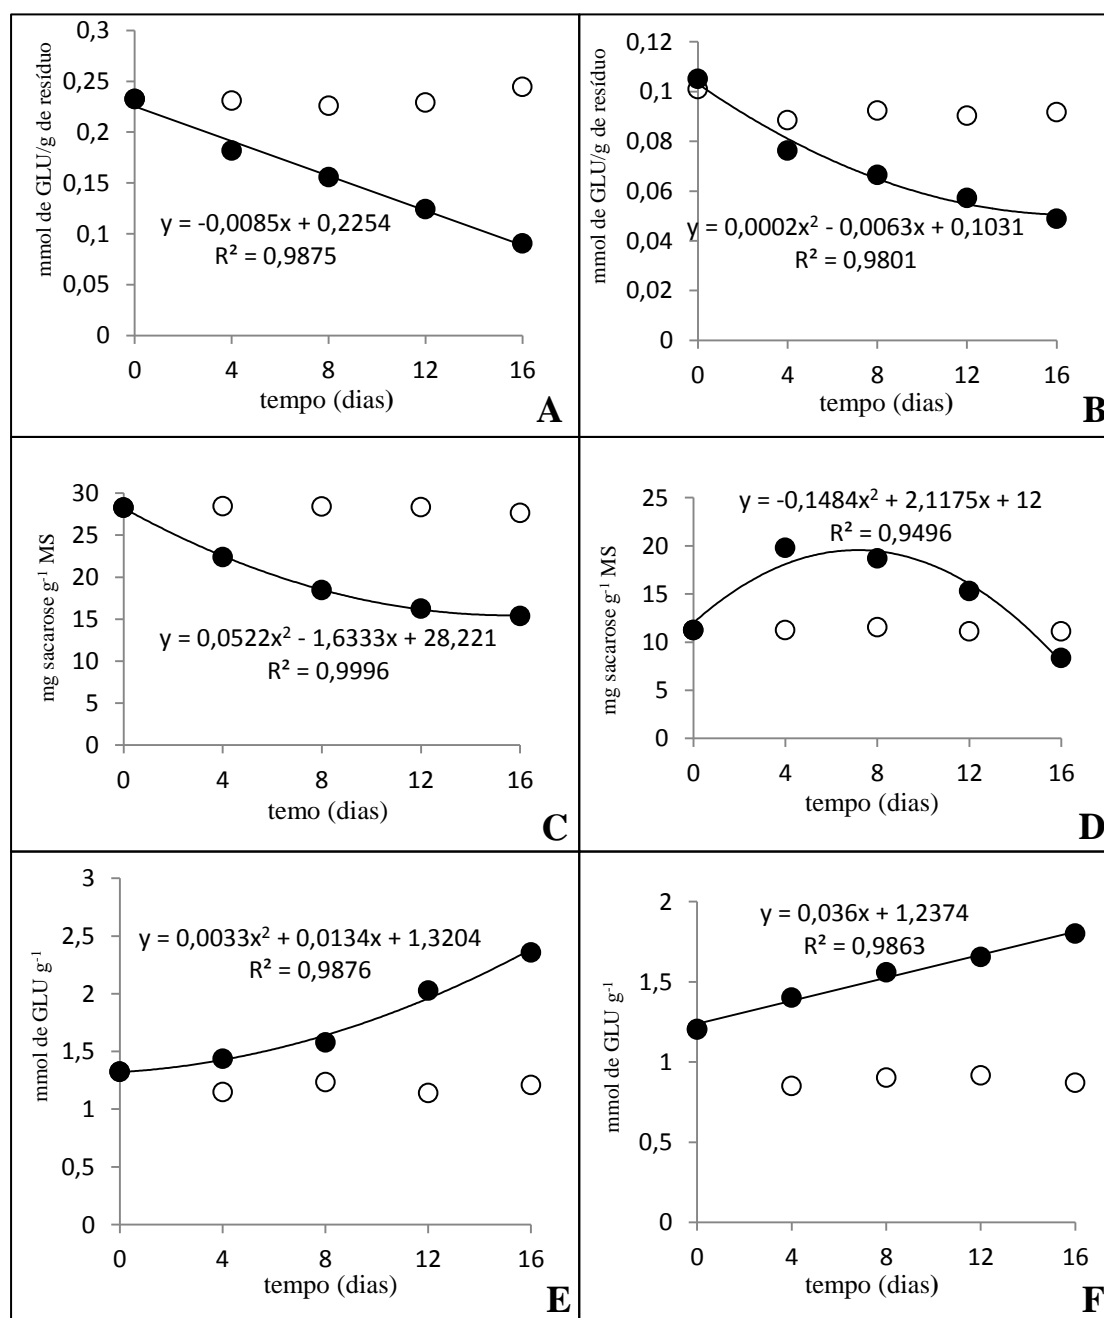 0,3
0,25
0,2
0,15
0,1
0,05
0
mmol de GLU/g de resíduo
y = -0,0085x + 0,2254
R² = 0,9875
0 4 8 12 16
tempo (dias)
A
0,12
0,1
0,08
0,06
0,04
0,02
0
mmol de GLU/g de resíduo
y = 0,0002x² - 0,0063x + 0,1031
R² = 0,9801
0 4 8 12 16
tempo (dias)
B
30
25
20
15
10
5
0
mg sacarose g⁻¹ MS
y = 0,0522x² - 1,6333x + 28,221
R² = 0,9996
0 4 8 12 16
temo (dias)
C
25
20
15
10
5
0
mg sacarose g⁻¹ MS
y = -0,1484x² + 2,1175x + 12
R² = 0,9496
0 4 8 12 16
tempo (dias)
D
3
2,5
2
1,5
1
0,5
0
mmol de GLU g⁻¹
y = 0,0033x² + 0,0134x + 1,3204
R² = 0,9876
0 4 8 12 16
tempo (dias)
E
2
1,5
1
0,5
0
mmol de GLU g⁻¹
y = 0,036x + 1,2374
R² = 0,9863
0 4 8 12 16
tempo (dias)
F